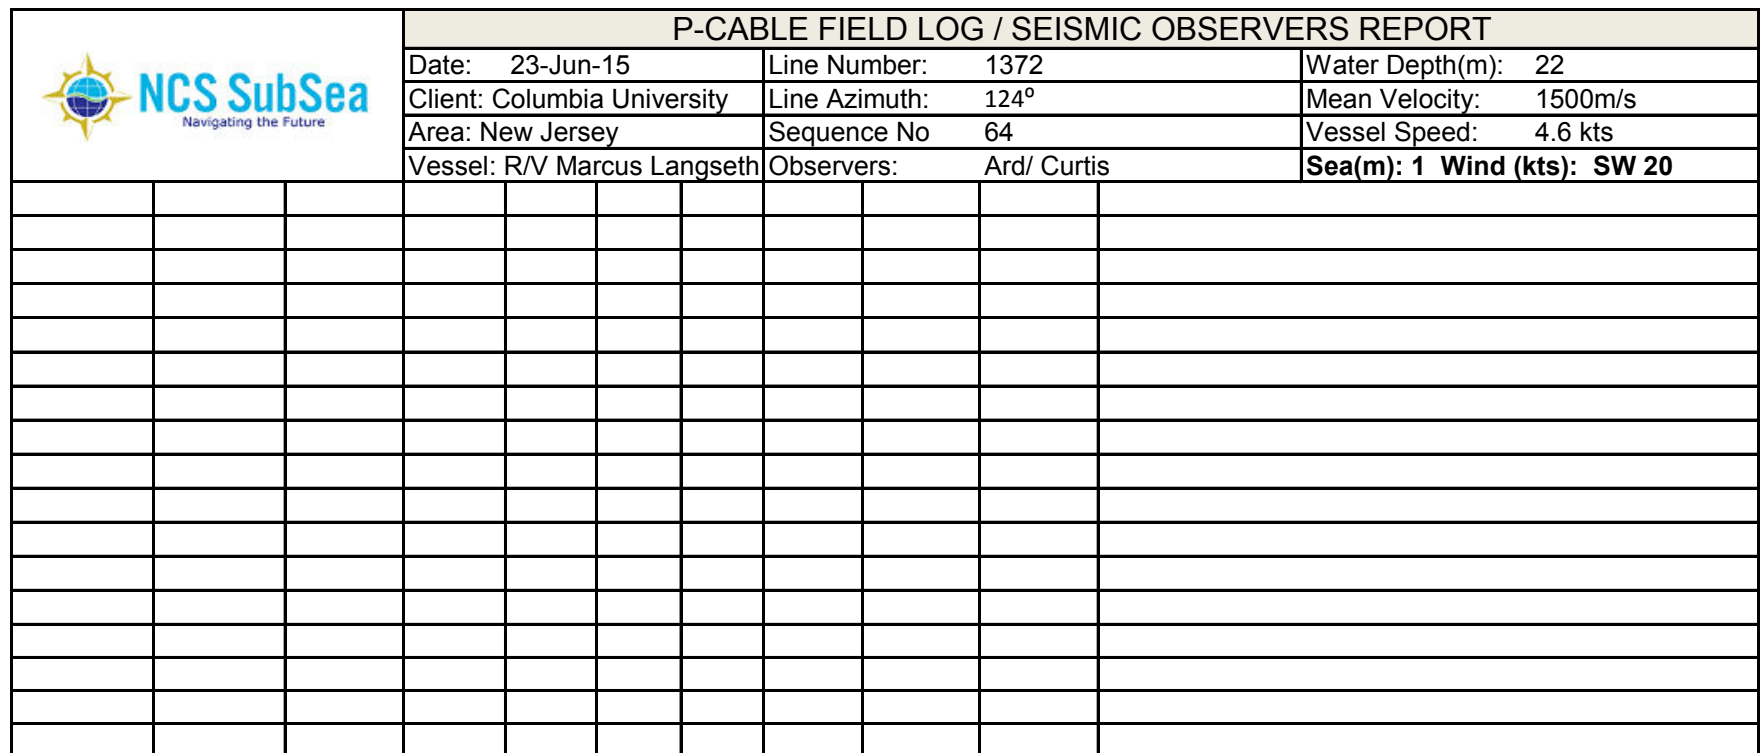 P-CABLE FIELD LOG / SEISMIC OBSERVERS REPORT
NCS SubSea
Navigating the Future
Date: 23-Jun-15 Line Number: 1372 Water Depth(m): 22
Client: Columbia University Line Azimuth: 124⁰ Mean Velocity: 1500m/s
Area: New Jersey Sequence No 64 Vessel Speed: 4.6 kts
Vessel: R/V Marcus Langseth Observers: Ard/ Curtis Sea(m): 1 Wind (kts): SW 20